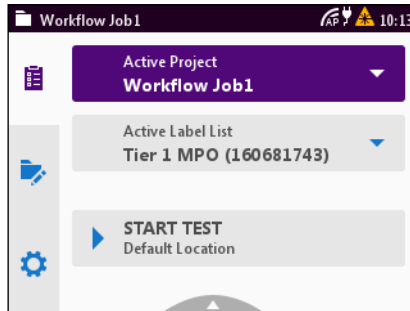 Workflow Job1
AP
10:13
Active Project
Workflow Job1
Active Label List
Tier 1 MPO (160681743)
START TEST
Default Location